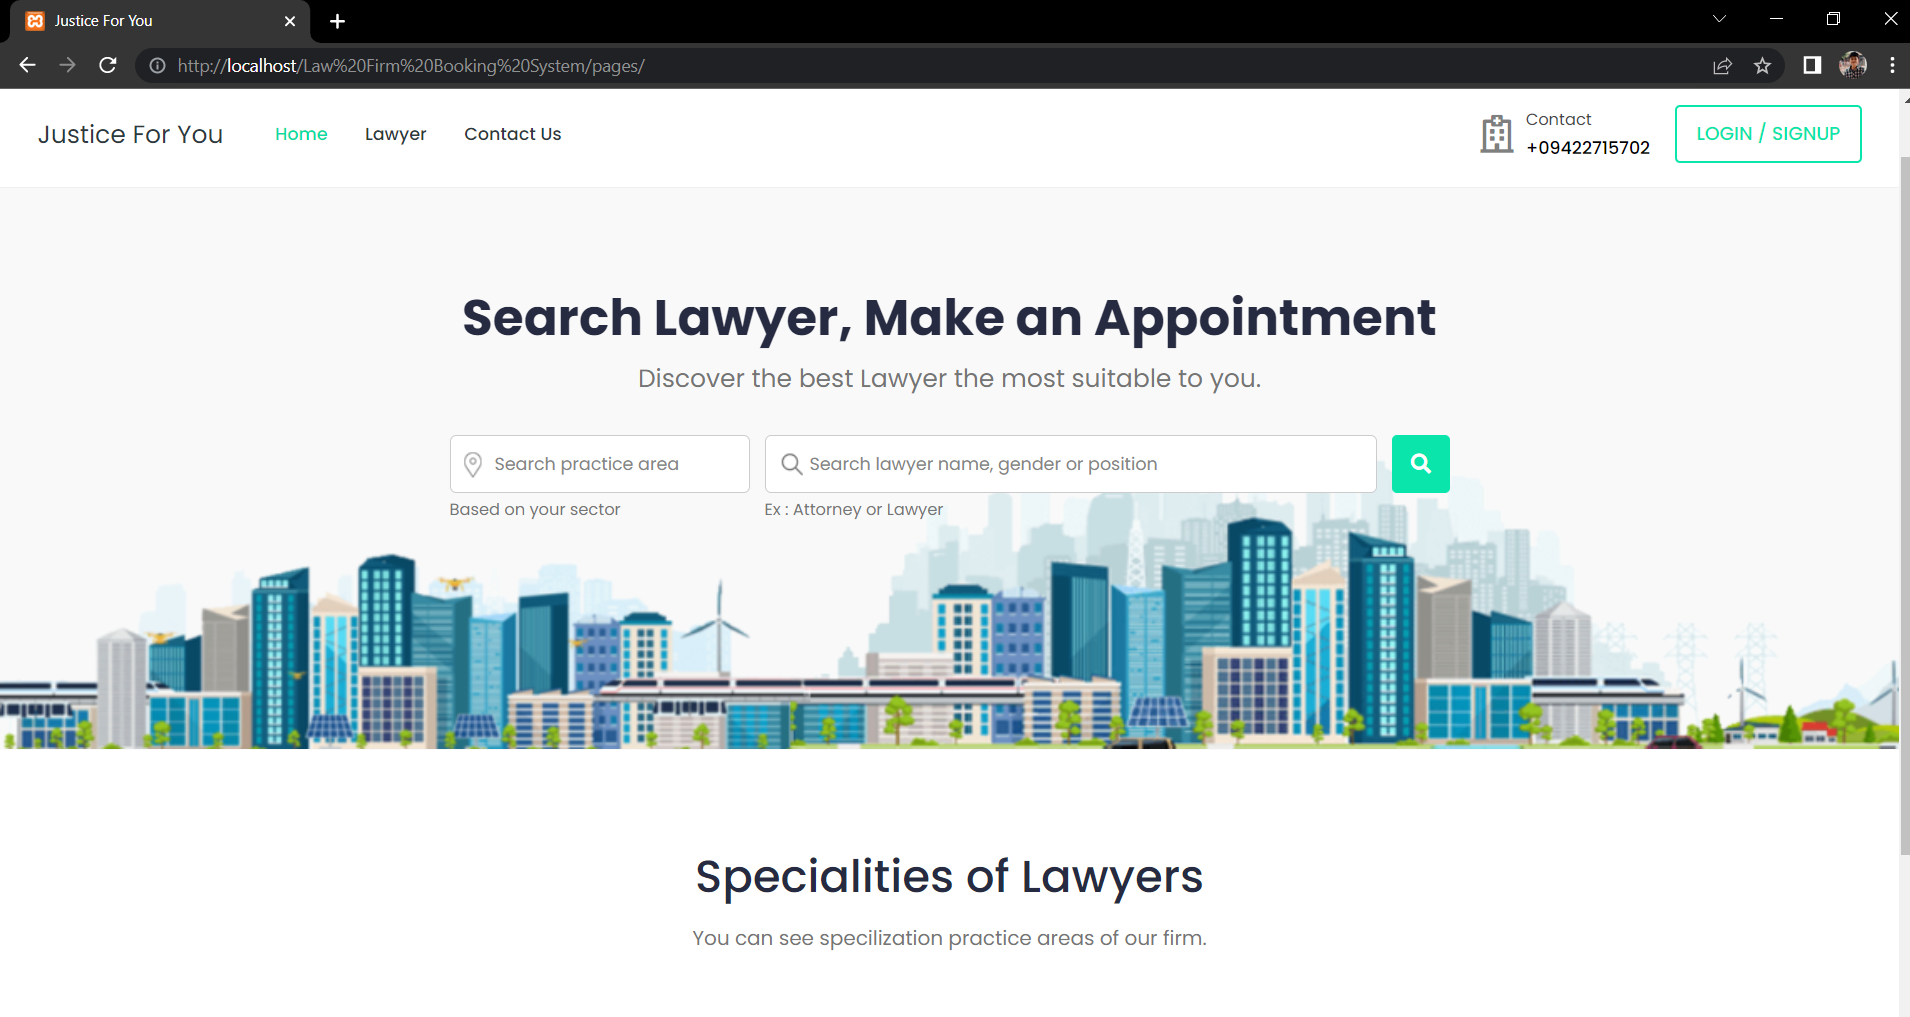 Justice For You
http://localhost/Law%20Firm%20Booking%20System/pages/
Justice For You
Home
Lawyer
Contact Us
Contact
+09422715702
LOGIN / SIGNUP
Search Lawyer, Make an Appointment
Discover the best Lawyer the most suitable to you.
Search practice area
Search lawyer name, gender or position
Based on your sector
Ex : Attorney or Lawyer
Specialities of Lawyers
You can see specilization practice areas of our firm.